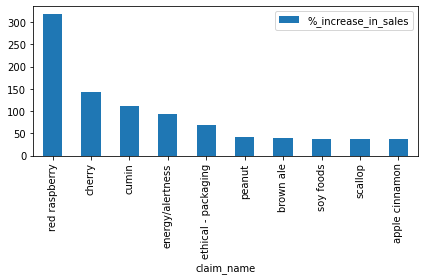 %_increase_in_sales
300
250
200
150
100
50
0
red raspberry
cherry
cumin
energy/alertness
ethical - packaging
peanut
brown ale
soy foods
scallop
apple cinnamon
claim_name